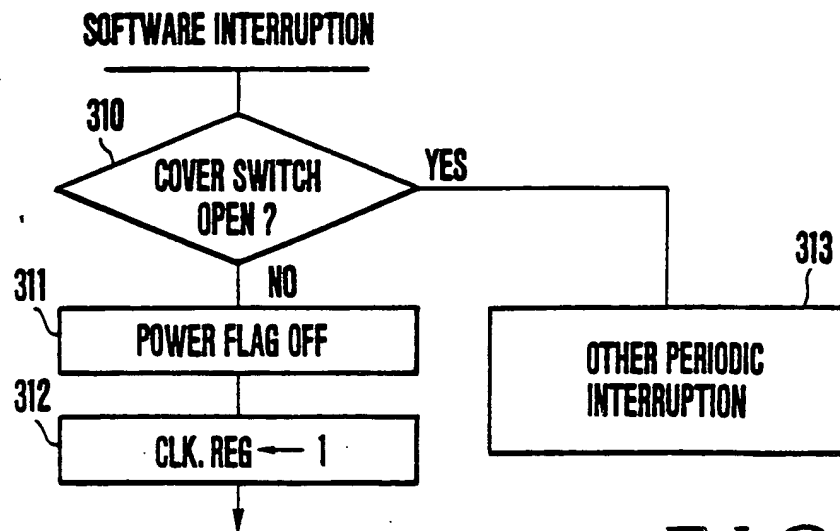 SOFTWARE INTERRUPTION
310
COVER SWITCH
OPEN ?
YES
NO
311
POWER FLAG OFF
312
CLK. REG ← 1
313
OTHER PERIODIC
INTERRUPTION